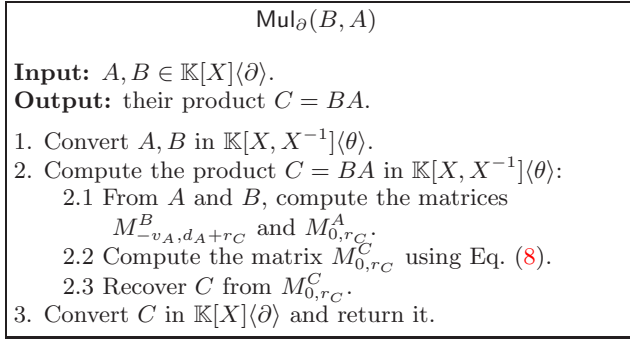 Mul∂(B, A)
Input: A, B ∈ 𝕂[X]⟨∂⟩.
Output: their product C = BA.
1. Convert A, B in 𝕂[X, X⁻¹]⟨θ⟩.
2. Compute the product C = BA in 𝕂[X, X⁻¹]⟨θ⟩:
2.1 From A and B, compute the matrices
M^B_{−v_A,d_A+r_C} and M^A_{0,r_C}.
2.2 Compute the matrix M^C_{0,r_C} using Eq. (8).
2.3 Recover C from M^C_{0,r_C}.
3. Convert C in 𝕂[X]⟨∂⟩ and return it.